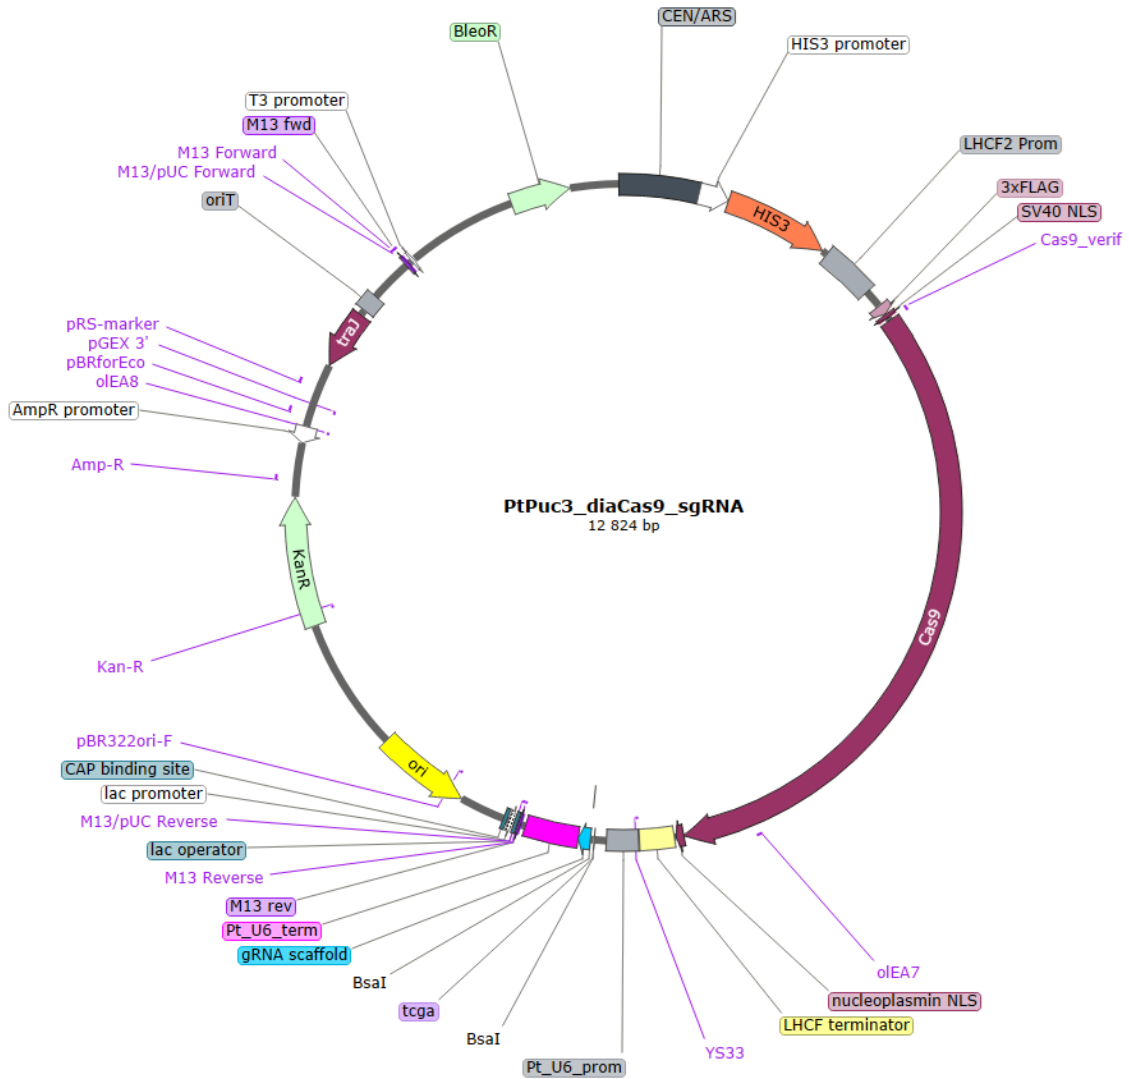 CEN/ARS
BleoR
HIS3 promoter
T3 promoter
M13 fwd
LHCF2 Prom
M13 Forward
M13/pUC Forward
3xFLAG
oriT
SV40 NLS
HIS3
Cas9_verif
pRS-marker
traJ
pGEX 3'
pBRforEco
olEA8
AmpR promoter
Amp-R
PtPuc3_diaCas9_sgRNA
12 824 bp
KanR
Cas9
Kan-R
pBR322ori-F
ori
CAP binding site
lac promoter
M13/pUC Reverse
lac operator
M13 Reverse
M13 rev
Pt_U6_term
gRNA scaffold
olEA7
BsaI
nucleoplasmin NLS
tcga
LHCF terminator
BsaI
YS33
Pt_U6_prom